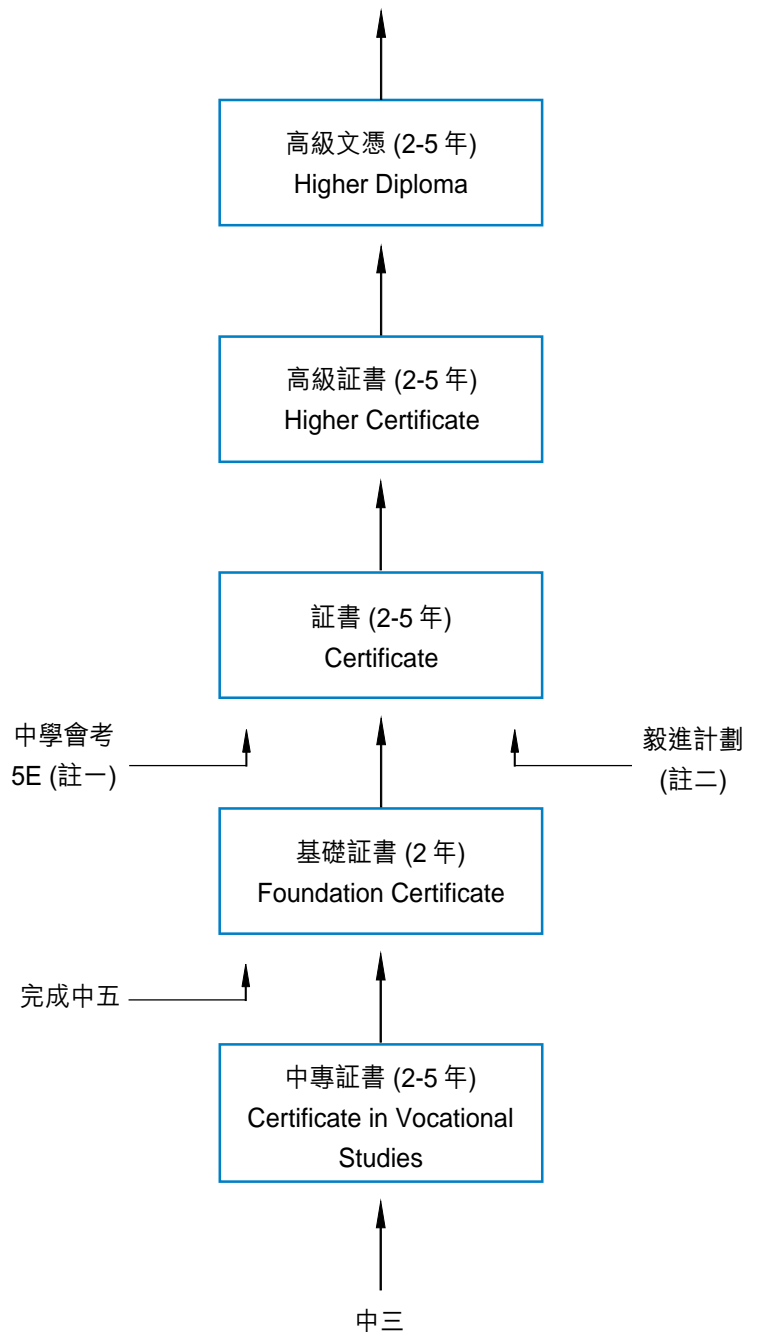 高級文憑 (2-5 年)
Higher Diploma
高級証書 (2-5 年)
Higher Certificate
証書 (2-5 年)
Certificate
中學會考
5E (註一)
毅進計劃
(註二)
基礎証書 (2 年)
Foundation Certificate
完成中五
中專証書 (2-5 年)
Certificate in Vocational
Studies
中三